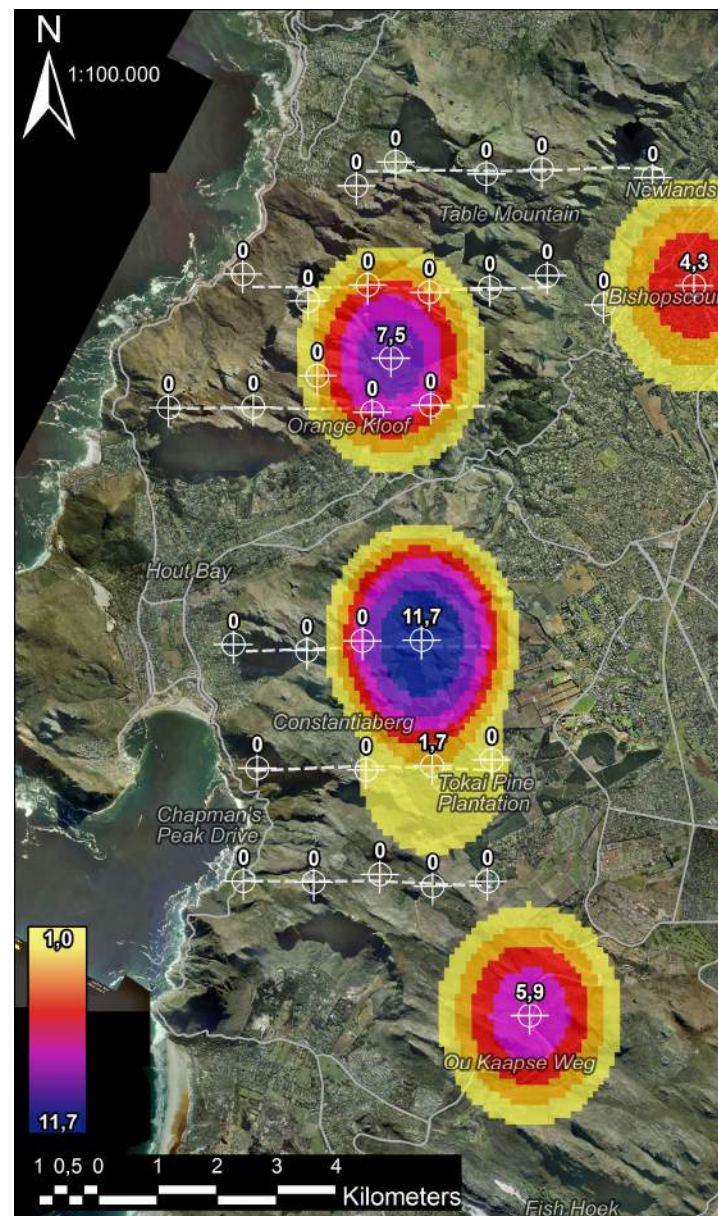 N
1:100.000
0
0
0
0
0
Newlands
Table Mountain
0
0
0
0
0
0
0
4,3
Bishopscour
7,5
0
0
0
0
0
Orange Kloof
Hout Bay
0
0
0
11,7
Constantiaberg
0
0
1,7
0
Tokai Pine
Plantation
Chapman's
Peak Drive
0
0
0
0
0
1,0
11,7
5,9
Ou Kaapse Weg
1 0,5 0 1 2 3 4
Kilometers
Fish Hoek